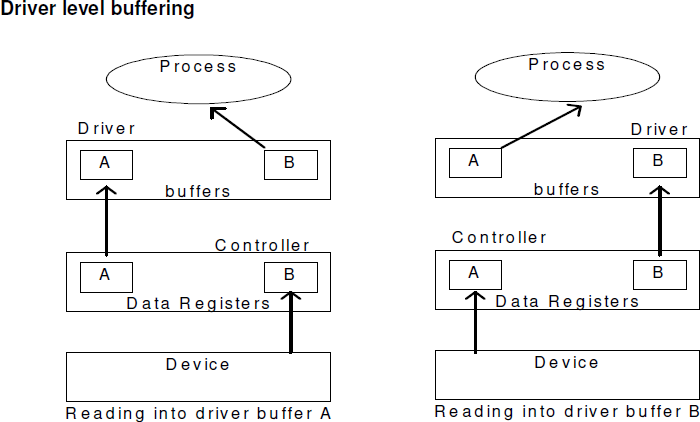 Driver level buffering
Process
Driver
A B
buffers
Controller
A B
Data Registers
Device
Reading into driver buffer A
Process
Driver
A B
buffers
Controller
A B
Data Registers
Device
Reading into driver buffer B